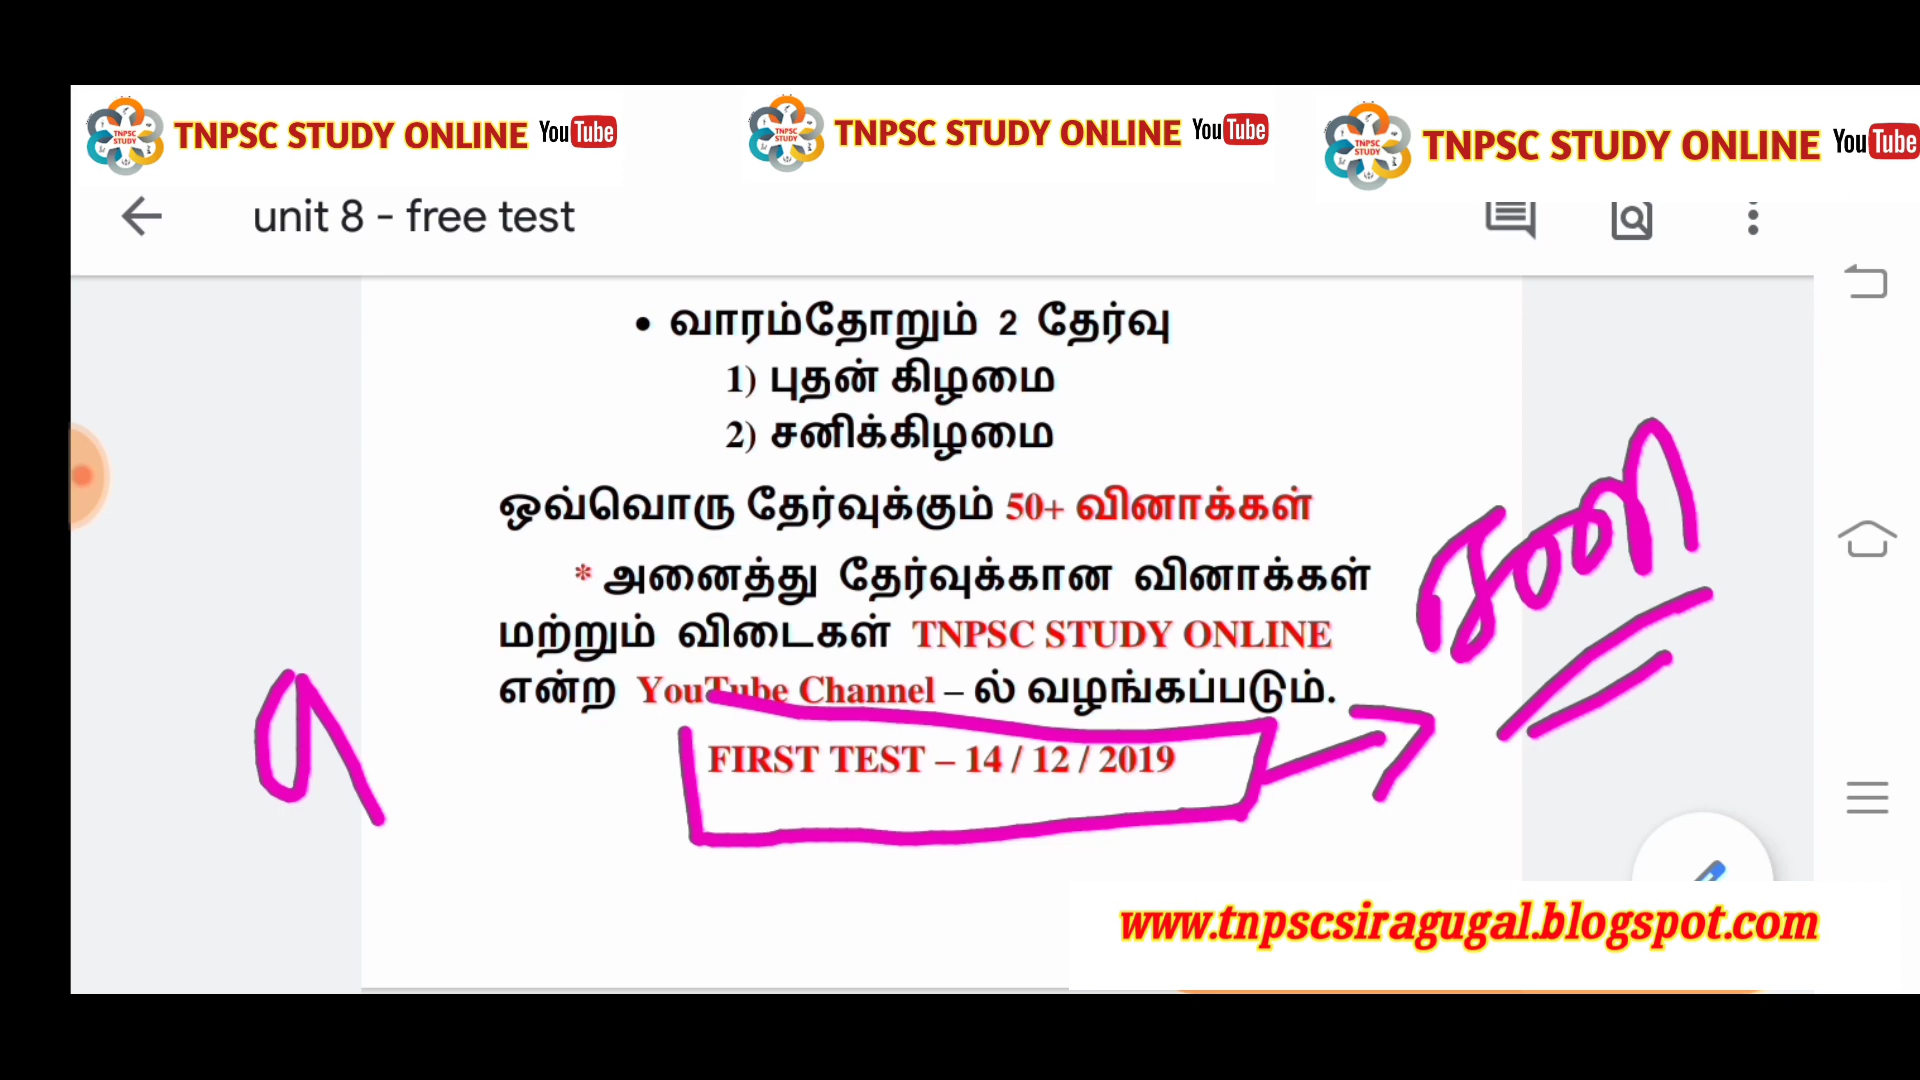 TNPSC STUDY ONLINE YouTube TNPSC STUDY ONLINE YouTube TNPSC STUDY ONLINE YouTube
unit 8 - free test
• வாரம்தோறும் 2 தேர்வு
1) புதன் கிழமை
2) சனிக்கிழமை
ஒவ்வொரு தேர்வுக்கும் 50+ வினாக்கள்
* அனைத்து தேர்வுக்கான வினாக்கள்
மற்றும் விடைகள் TNPSC STUDY ONLINE
என்ற YouTube Channel – ல் வழங்கப்படும்.
FIRST TEST – 14 / 12 / 2019
சனி
www.tnpscsiragugal.blogspot.com